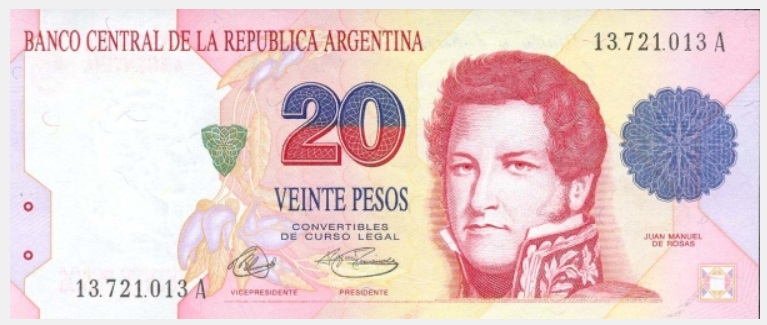 BANCO CENTRAL DE LA REPUBLICA ARGENTINA
13.721.013 A
20
VEINTE PESOS
CONVERTIBLES
DE CURSO LEGAL
JUAN MANUEL
DE ROSAS
13.721.013 A
VICEPRESIDENTE
PRESIDENTE